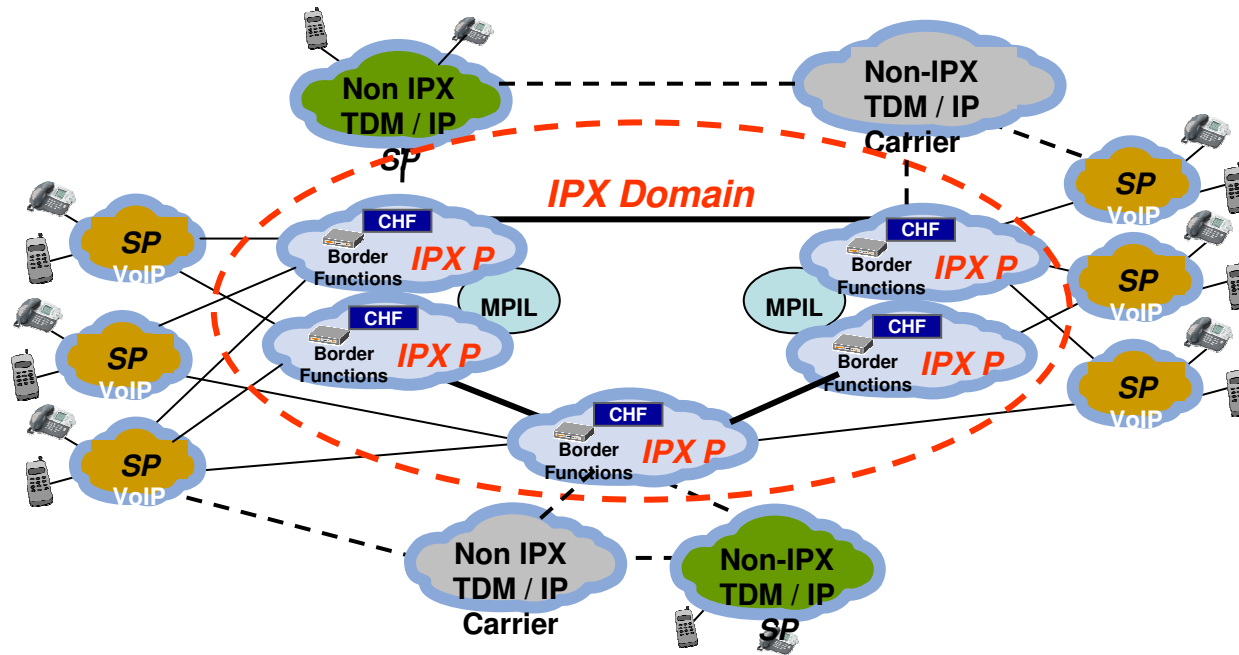 Non IPX
TDM / IP
SP
Non-IPX
TDM / IP
Carrier
IPX Domain
SP
VoIP
SP
VoIP
SP
VoIP
CHF
Border
Functions
IPX P
MPIL
CHF
Border
Functions
IPX P
CHF
Border
Functions
IPX P
MPIL
CHF
Border
Functions
IPX P
CHF
Border
Functions
IPX P
SP
VoIP
SP
VoIP
SP
VoIP
Non IPX
TDM / IP
Carrier
Non-IPX
TDM / IP
SP